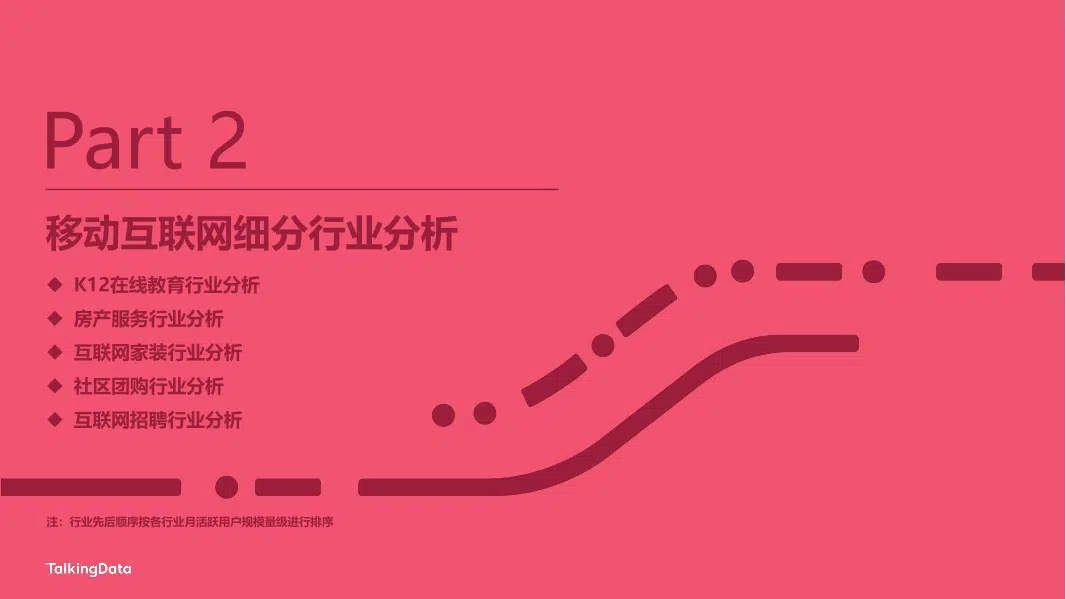 Part 2
移动互联网细分行业分析
◆ K12在线教育行业分析
◆ 房产服务行业分析
◆ 互联网家装行业分析
◆ 社区团购行业分析
◆ 互联网招聘行业分析
注：行业先后顺序按各行业月活跃用户规模量级进行排序
TalkingData